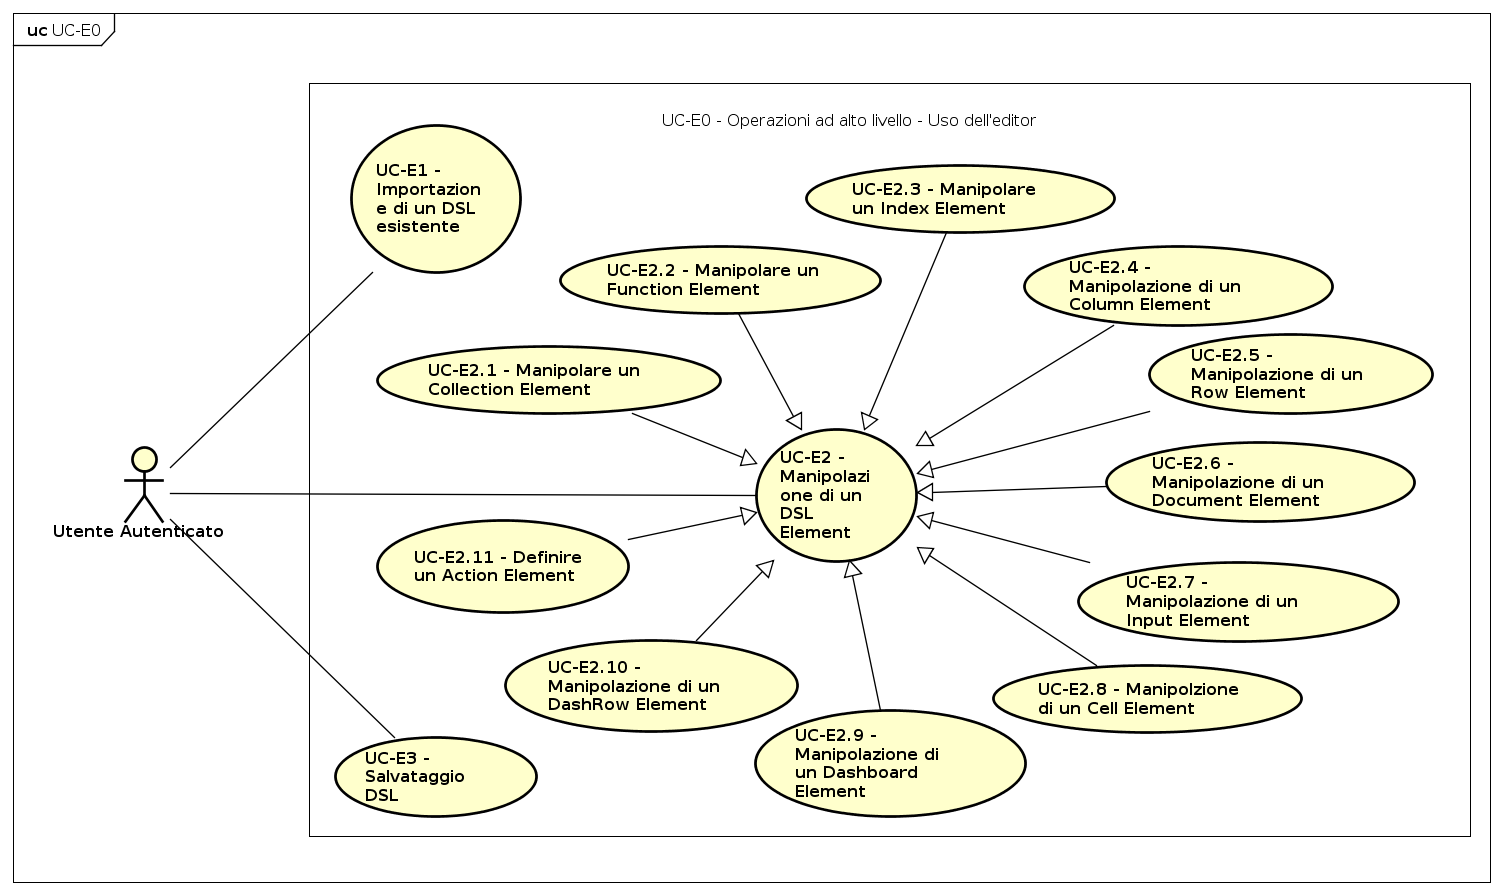 uc UC-E0
UC-E0 - Operazioni ad alto livello - Uso dell'editor
UC-E1 -
Importazion
e di un DSL
esistente
UC-E2.3 - Manipolare
un Index Element
UC-E2.2 - Manipolare un
Function Element
UC-E2.4 -
Manipolazione di un
Column Element
UC-E2.1 - Manipolare un
Collection Element
UC-E2.5 -
Manipolazione di un
Row Element
UC-E2 -
Manipolazi
one di un
DSL
Element
UC-E2.6 -
Manipolazione di un
Document Element
Utente Autenticato
UC-E2.11 - Definire
un Action Element
UC-E2.7 -
Manipolazione di un
Input Element
UC-E2.10 -
Manipolazione di un
DashRow Element
UC-E2.8 - Manipolzione
di un Cell Element
UC-E2.9 -
Manipolazione di
un Dashboard
Element
UC-E3 -
Salvataggio
DSL